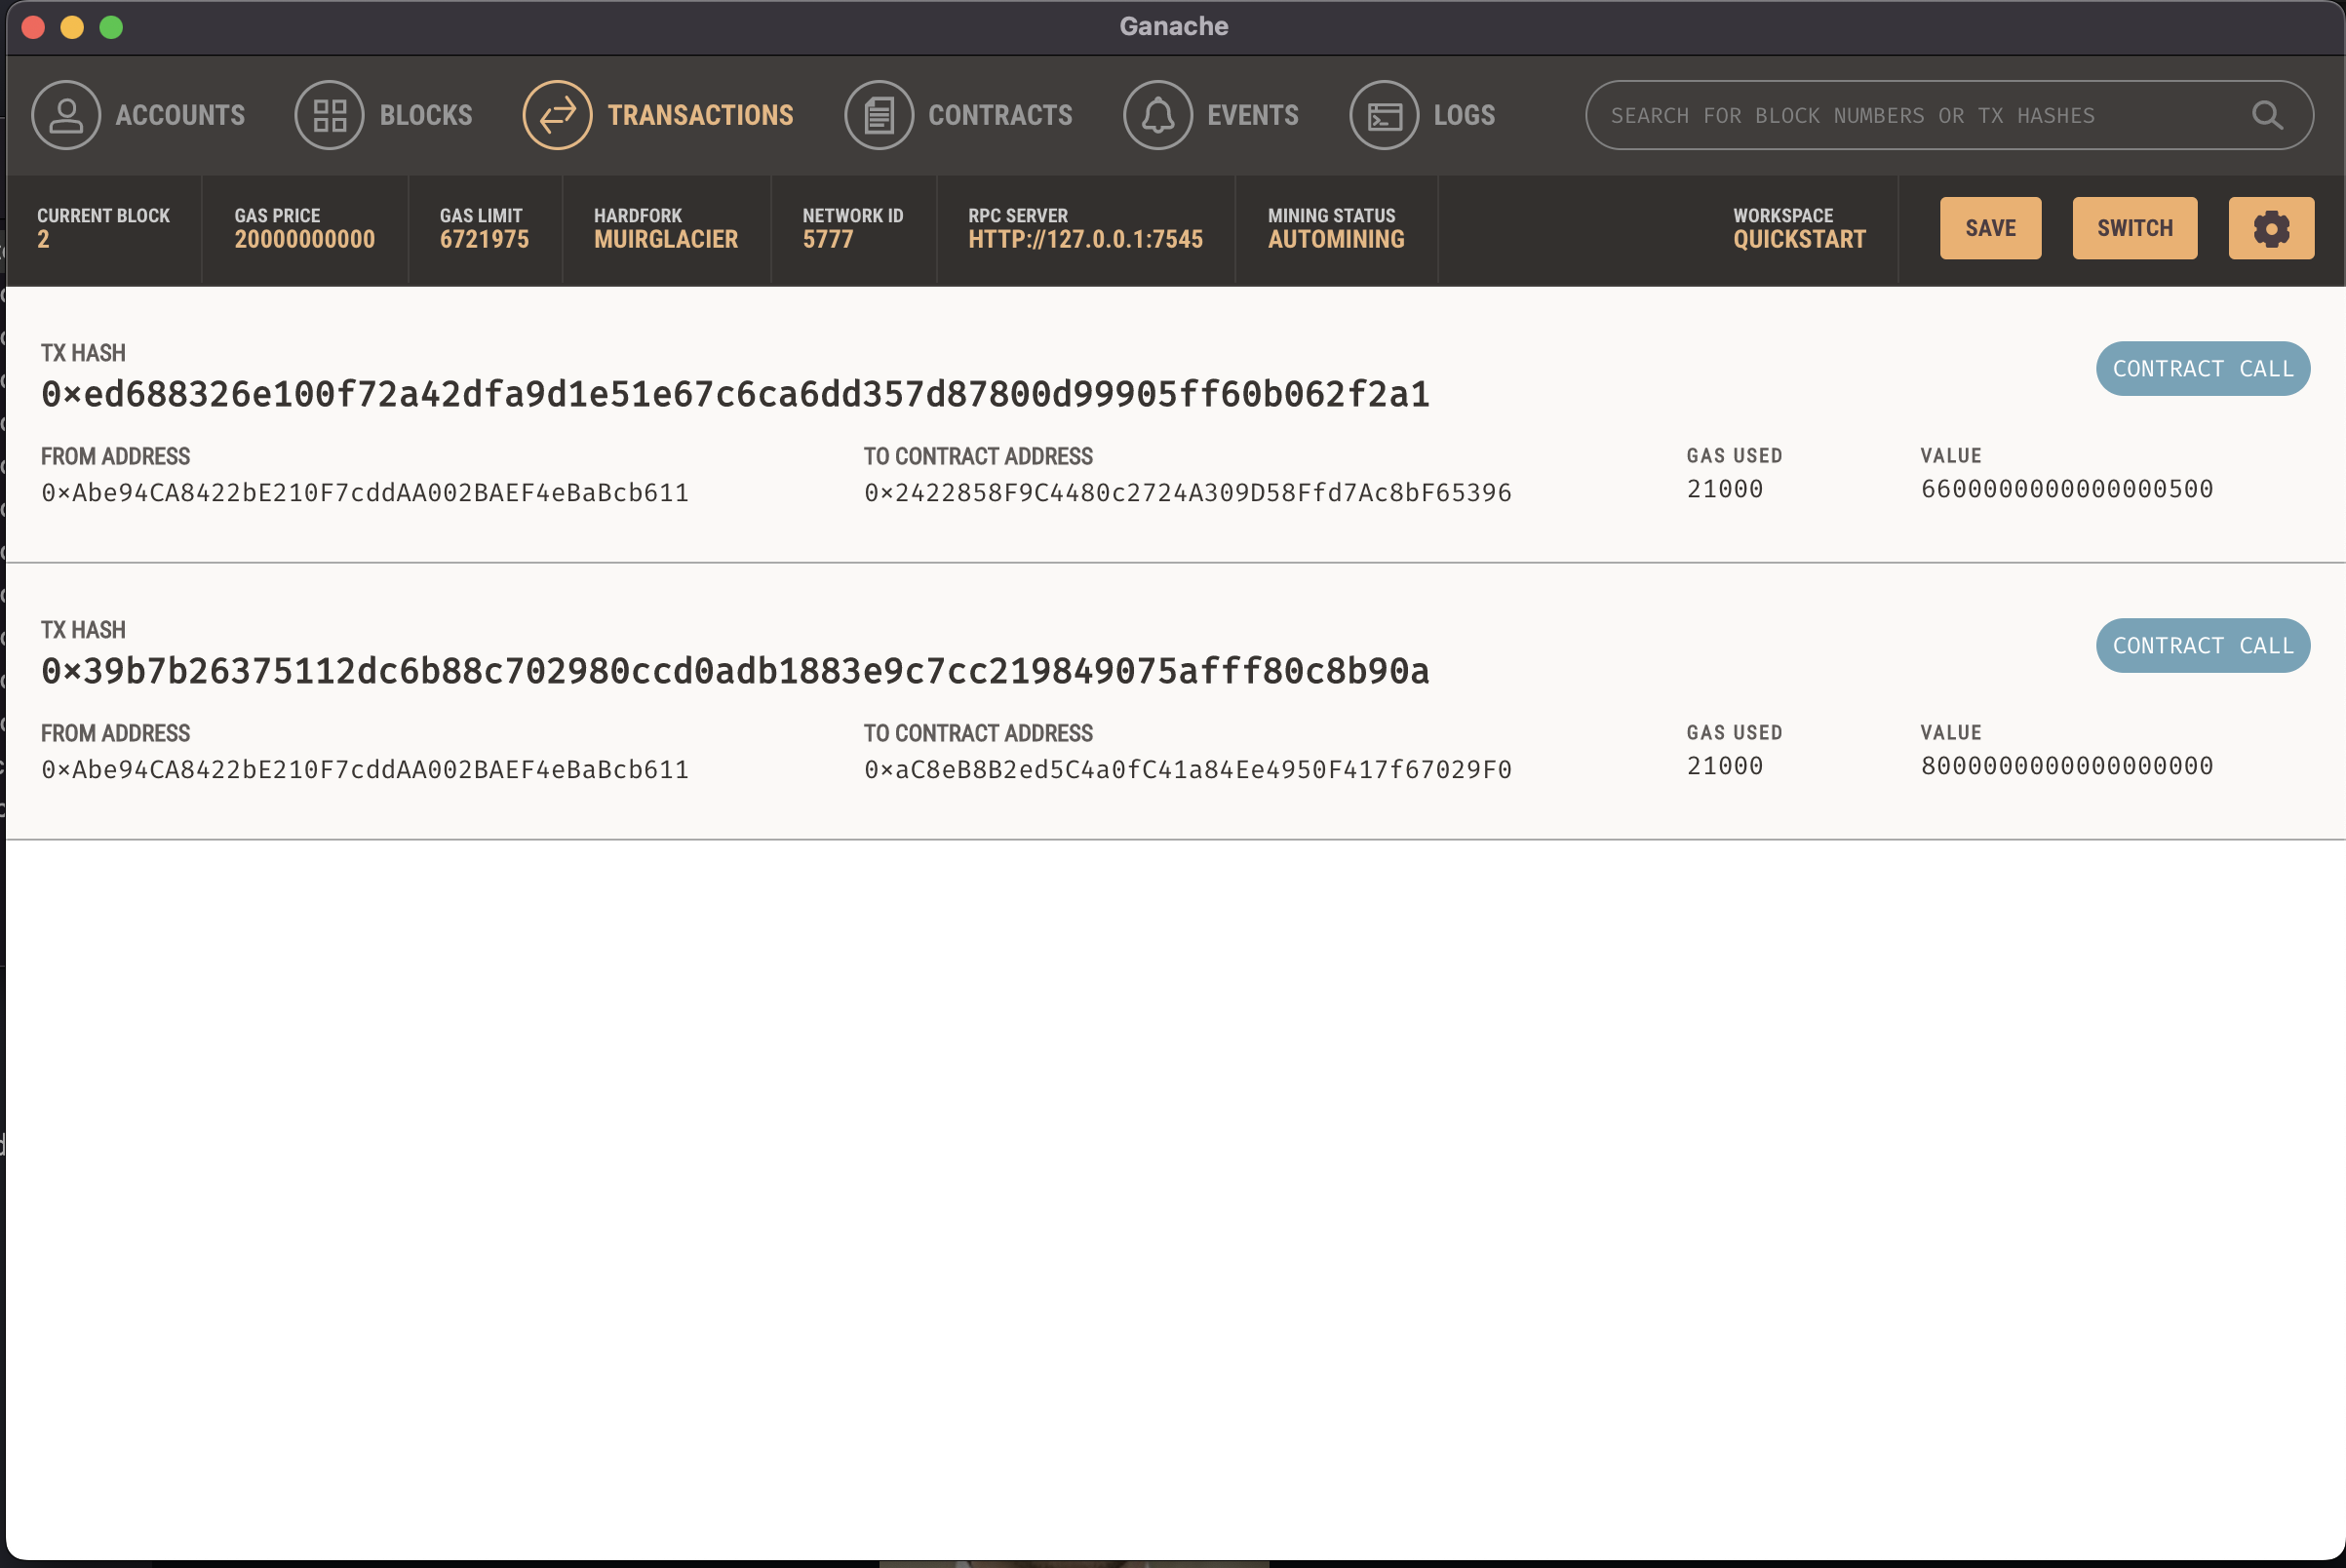 Ganache
ACCOUNTS BLOCKS TRANSACTIONS CONTRACTS EVENTS LOGS SEARCH FOR BLOCK NUMBERS OR TX HASHES
CURRENT BLOCK GAS PRICE GAS LIMIT HARDFORK NETWORK ID RPC SERVER MINING STATUS WORKSPACE
2 20000000000 6721975 MUIRGLACIER 5777 HTTP://127.0.0.1:7545 AUTOMINING QUICKSTART SAVE SWITCH
TX HASH
0×ed688326e100f72a42dfa9d1e51e67c6ca6dd357d87800d99905ff60b062f2a1 CONTRACT CALL
FROM ADDRESS TO CONTRACT ADDRESS GAS USED VALUE
0×Abe94CA8422bE210F7cddAA002BAEF4eBaBcb611 0×2422858F9C4480c2724A309D58Ffd7Ac8bF65396 21000 6600000000000000500
TX HASH
0×39b7b26375112dc6b88c702980ccd0adb1883e9c7cc219849075afff80c8b90a CONTRACT CALL
FROM ADDRESS TO CONTRACT ADDRESS GAS USED VALUE
0×Abe94CA8422bE210F7cddAA002BAEF4eBaBcb611 0×aC8eB8B2ed5C4a0fC41a84Ee4950F417f67029F0 21000 8000000000000000000